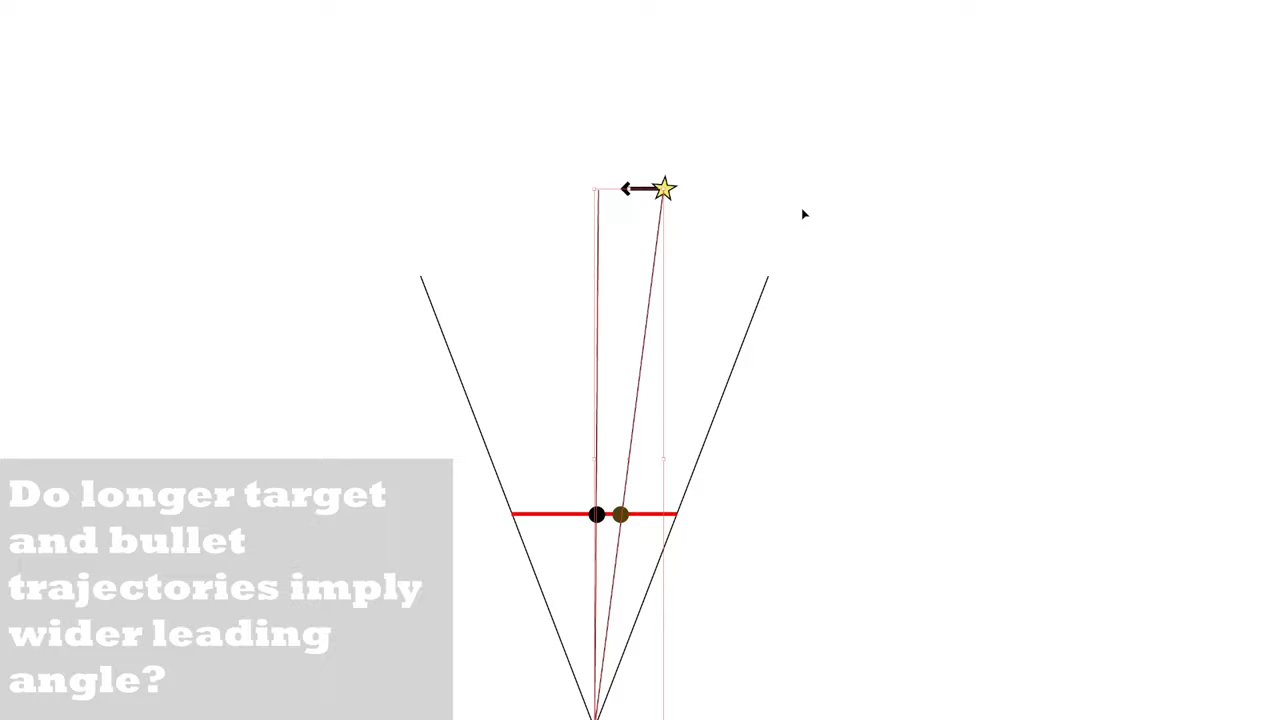 Do longer target
and bullet
trajectories imply
wider leading
angle?